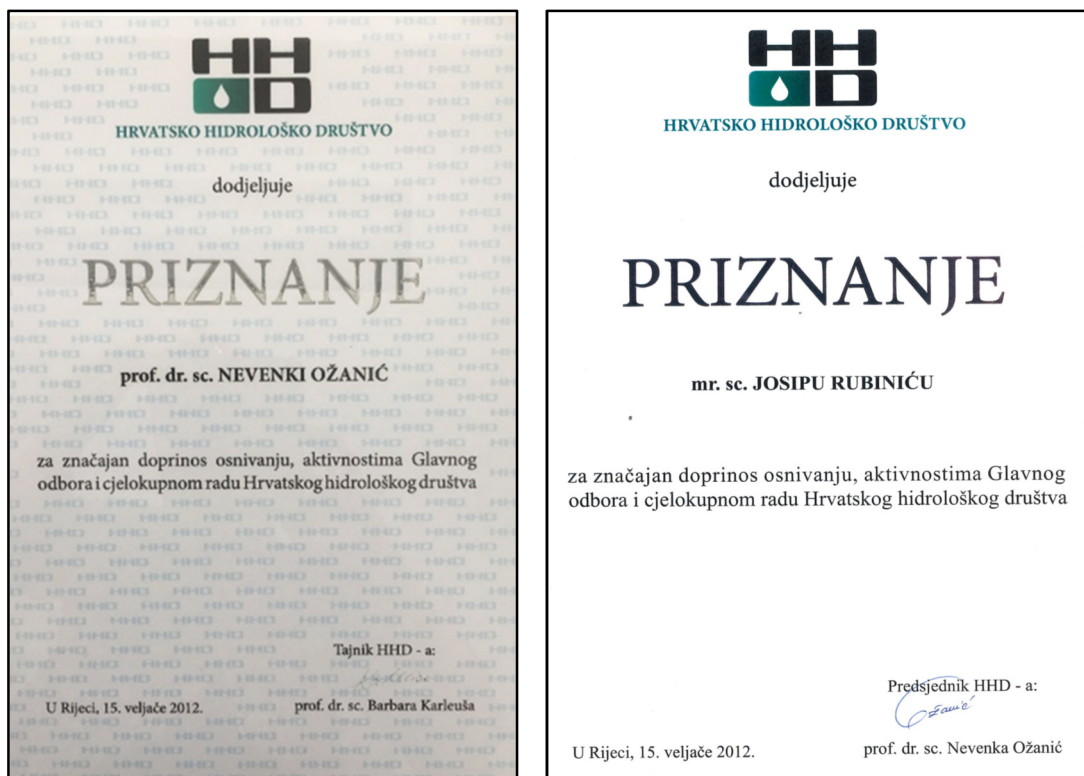 HHD
HRVATSKO HIDROLOŠKO DRUŠTVO
dodjeljuje
PRIZNANJE
prof. dr. sc. NEVENKI OŽANIĆ
za značajan doprinos osnivanju, aktivnostima Glavnog
odbora i cjelokupnom radu Hrvatskog hidrološkog društva
Tajnik HHD - a:
U Rijeci, 15. veljače 2012.
prof. dr. sc. Barbara Karleuša
HHD
HRVATSKO HIDROLOŠKO DRUŠTVO
dodjeljuje
PRIZNANJE
mr. sc. JOSIPU RUBINIĆU
za značajan doprinos osnivanju, aktivnostima Glavnog
odbora i cjelokupnom radu Hrvatskog hidrološkog društva
Predsjednik HHD - a:
Ožanić
U Rijeci, 15. veljače 2012.
prof. dr. sc. Nevenka Ožanić